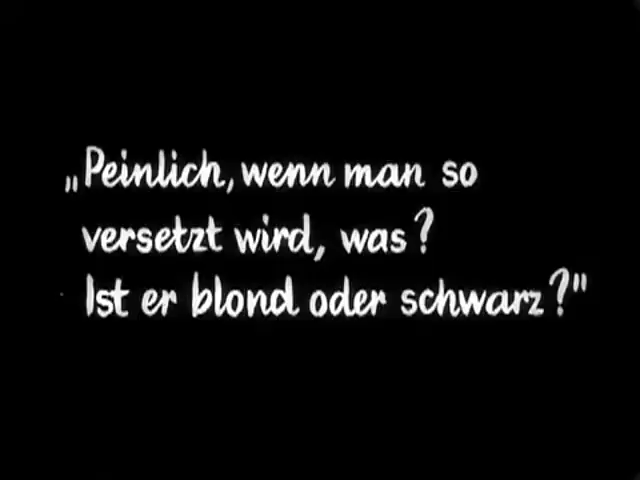 „Peinlich, wenn man so
versetzt wird, was?
Ist er blond oder schwarz?"